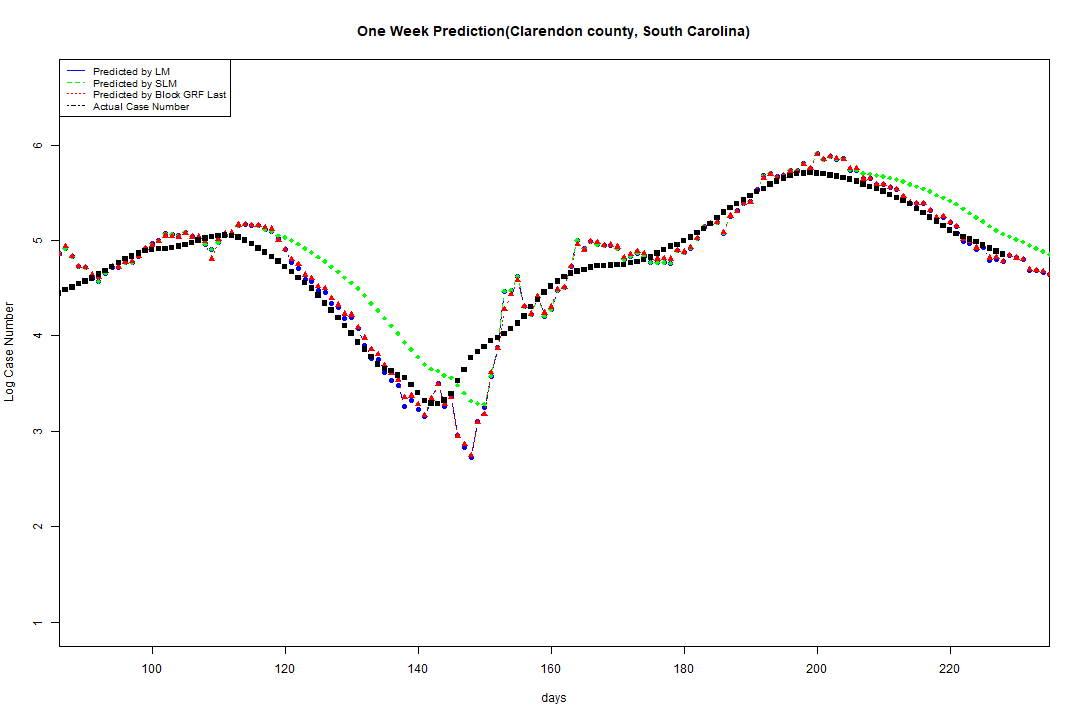 One Week Prediction(Clarendon county, South Carolina)
Predicted by LM
Predicted by SLM
Predicted by Block GRF Last
Actual Case Number
6
5
4
3
2
1
Log Case Number
100 120 140 160 180 200 220
days